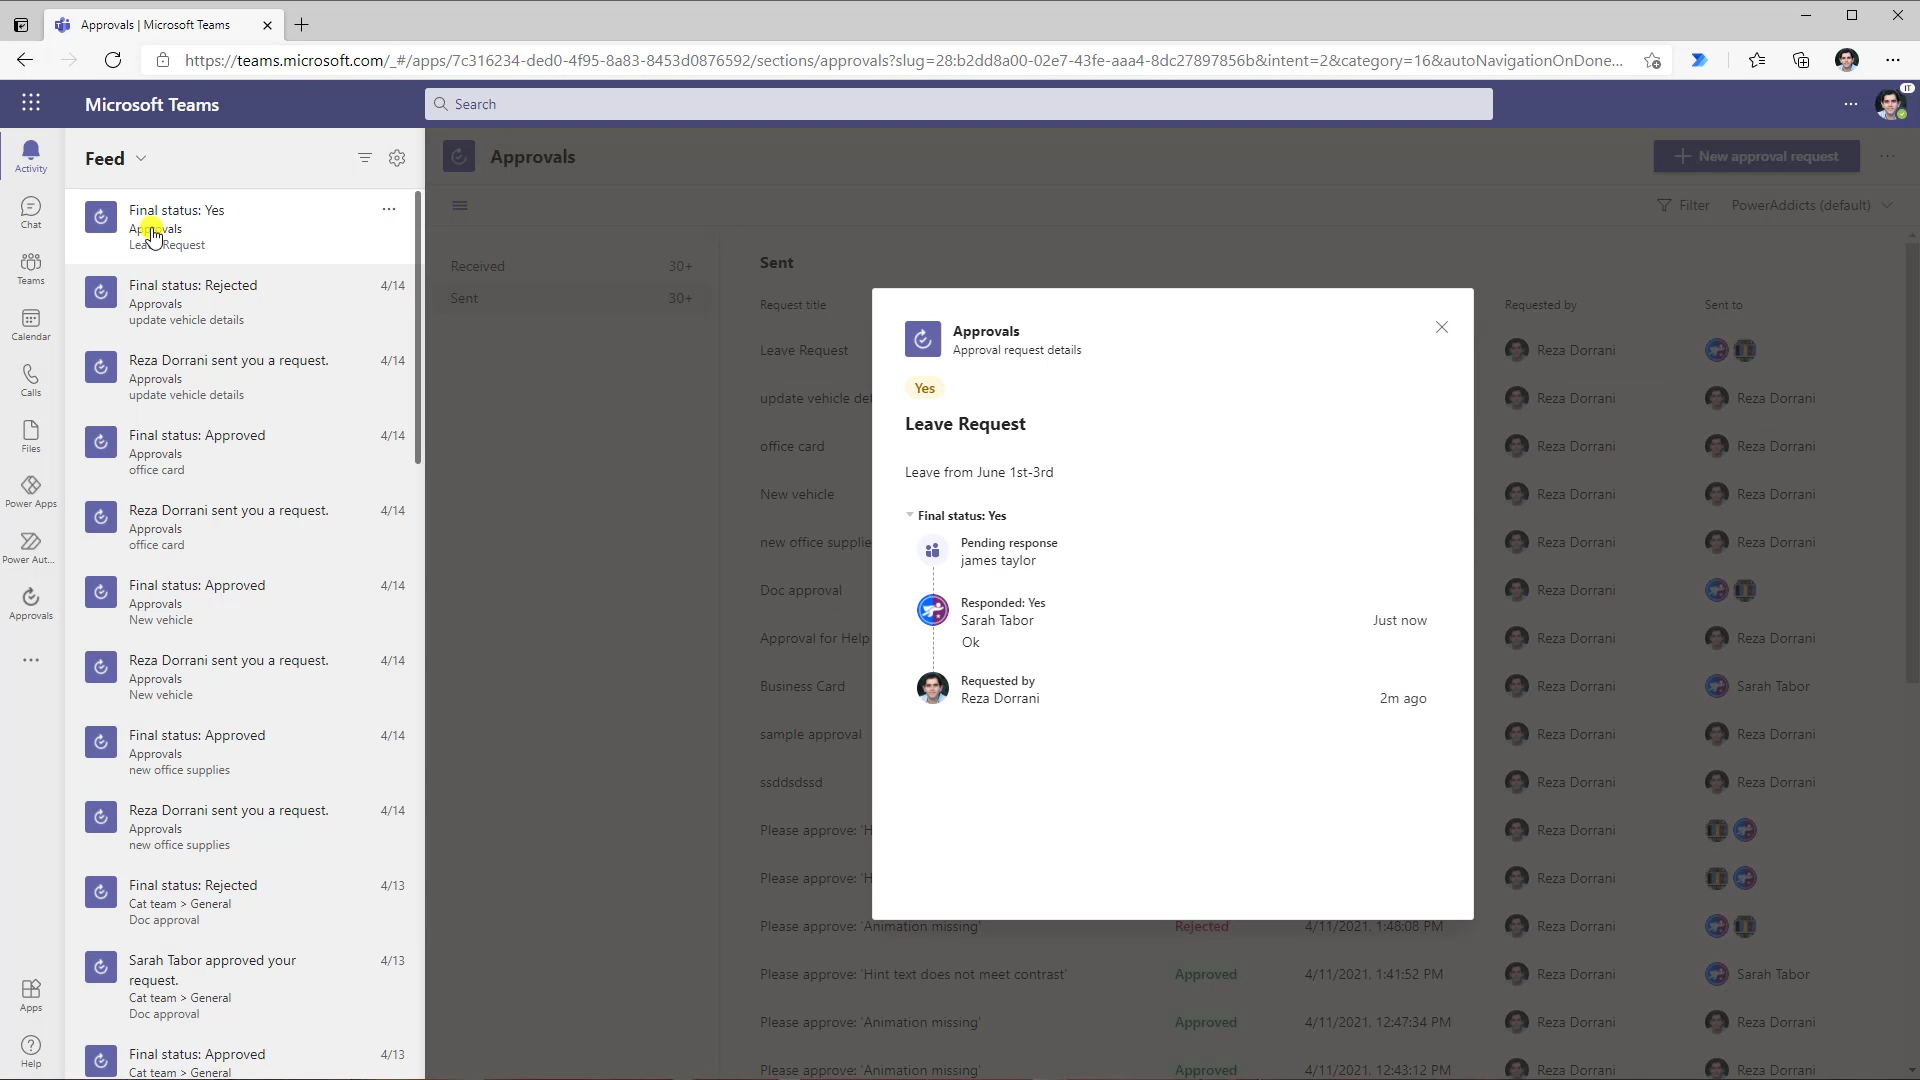 Approvals | Microsoft Teams
https://teams.microsoft.com/_#/apps/7c316234-ded0-4f95-8a83-8453d0876592/sections/approvals?slug=28:b2dd8a00-02e7-43fe-aaa4-8dc27897856b&intent=2&category=16&autoNavigationOnDone...
Microsoft Teams
Search
IT
Activity
Chat
Teams
Calendar
Calls
Files
Power Apps
Power Aut...
Approvals
Apps
Help
Feed
Final status: Yes
Approvals
Leave Request
Final status: Rejected 4/14
Approvals
update vehicle details
Reza Dorrani sent you a request. 4/14
Approvals
update vehicle details
Final status: Approved 4/14
Approvals
office card
Reza Dorrani sent you a request. 4/14
Approvals
office card
Final status: Approved 4/14
Approvals
New vehicle
Reza Dorrani sent you a request. 4/14
Approvals
New vehicle
Final status: Approved 4/14
Approvals
new office supplies
Reza Dorrani sent you a request. 4/14
Approvals
new office supplies
Final status: Rejected 4/13
Cat team > General
Doc approval
Sarah Tabor approved your 4/13
request.
Cat team > General
Doc approval
Final status: Approved 4/13
Cat team > General
Approvals
New approval request
Filter PowerAddicts (default)
Received 30+
Sent 30+
Sent
Request title Requested by Sent to
Leave Request Reza Dorrani
update vehicle de Reza Dorrani Reza Dorrani
office card Reza Dorrani Reza Dorrani
New vehicle Reza Dorrani Reza Dorrani
new office supplie Reza Dorrani Reza Dorrani
Doc approval Reza Dorrani
Approval for Help Reza Dorrani Reza Dorrani
Business Card Reza Dorrani Sarah Tabor
sample approval Reza Dorrani Reza Dorrani
ssddsdssd Reza Dorrani Reza Dorrani
Please approve: 'H Reza Dorrani
Please approve: 'H Reza Dorrani
Please approve: 'Animation missing' Rejected 4/11/2021, 1:48:08 PM Reza Dorrani
Please approve: 'Hint text does not meet contrast' Approved 4/11/2021, 1:41:52 PM Reza Dorrani Sarah Tabor
Please approve: 'Animation missing' Approved 4/11/2021, 12:47:34 PM Reza Dorrani Reza Dorrani
Please approve: 'Animation missing' Approved 4/11/2021, 12:43:12 PM Reza Dorrani Reza Dorrani
Approvals
Approval request details
Yes
Leave Request
Leave from June 1st-3rd
Final status: Yes
Pending response
james taylor
Responded: Yes
Sarah Tabor Just now
Ok
Requested by
Reza Dorrani 2m ago